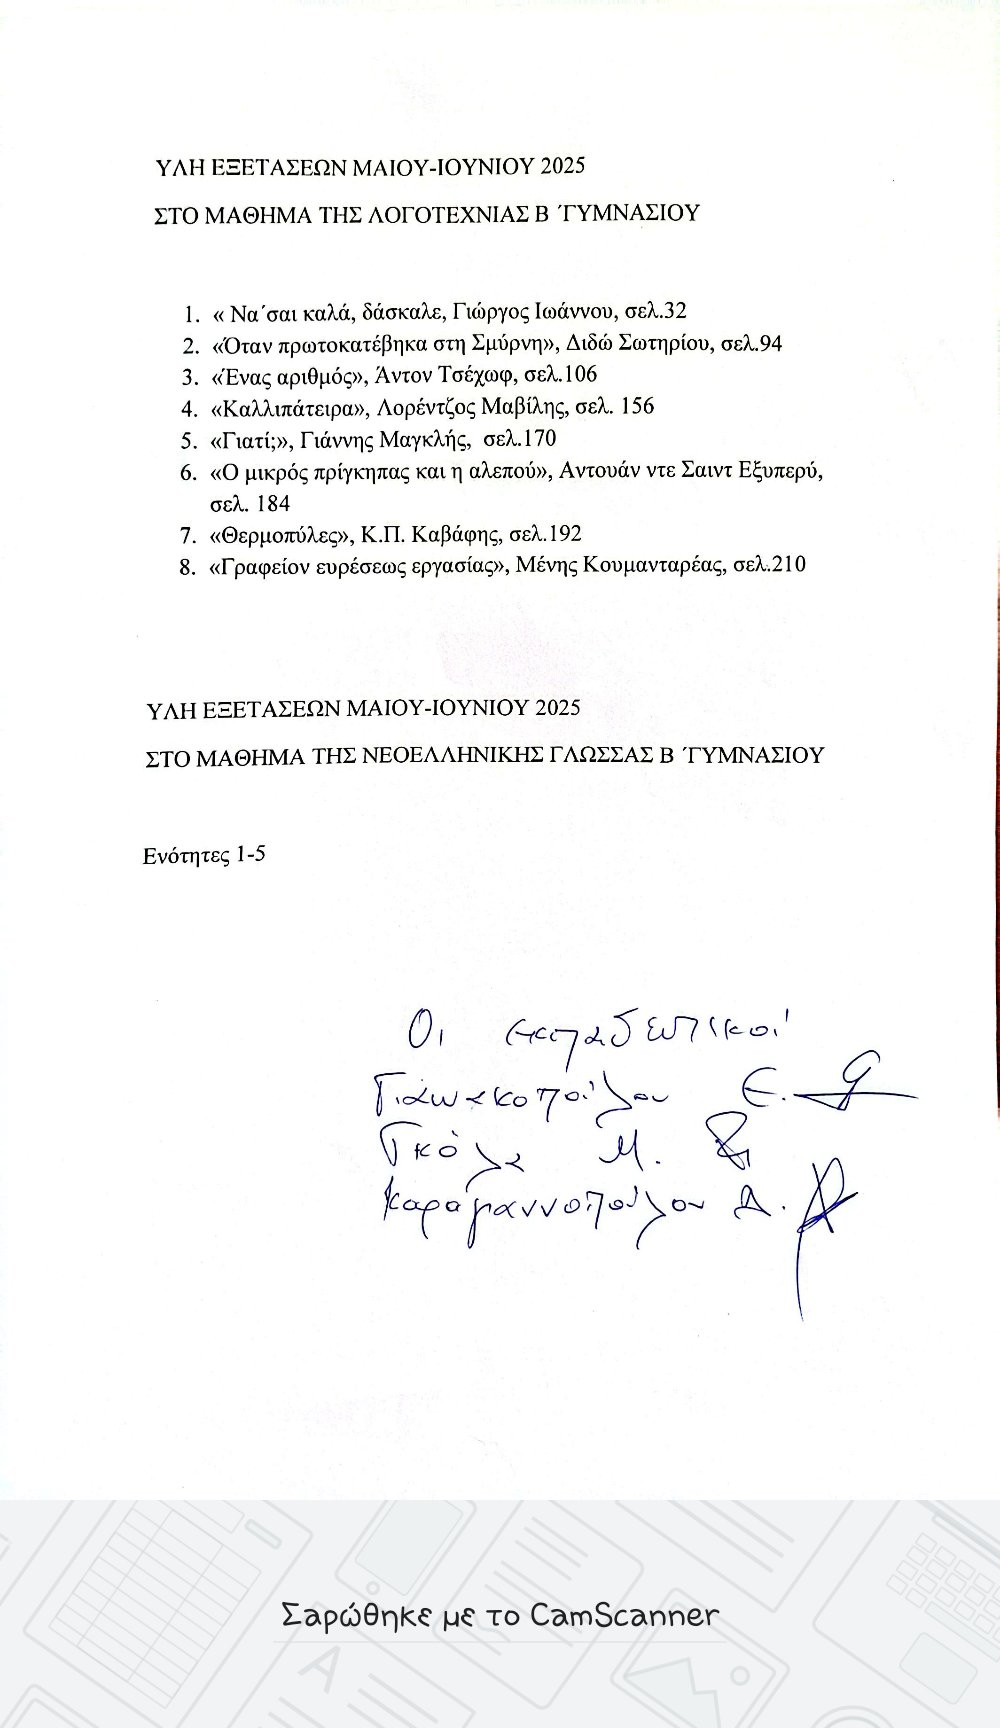 ΥΛΗ ΕΞΕΤΑΣΕΩΝ ΜΑΙΟΥ-ΙΟΥΝΙΟΥ 2025
ΣΤΟ ΜΑΘΗΜΑ ΤΗΣ ΛΟΓΟΤΕΧΝΙΑΣ Β ΄ΓΥΜΝΑΣΙΟΥ
1. « Να΄σαι καλά, δάσκαλε, Γιώργος Ιωάννου, σελ.32
2. «Όταν πρωτοκατέβηκα στη Σμύρνη», Διδώ Σωτηρίου, σελ.94
3. «Ένας αριθμός», Άντον Τσέχωφ, σελ.106
4. «Καλλιπάτειρα», Λορέντζος Μαβίλης, σελ. 156
5. «Γιατί;», Γιάννης Μαγκλής, σελ.170
6. «Ο μικρός πρίγκηπας και η αλεπού», Αντουάν ντε Σαιντ Εξυπερύ,
σελ. 184
7. «Θερμοπύλες», Κ.Π. Καβάφης, σελ.192
8. «Γραφείον ευρέσεως εργασίας», Μένης Κουμανταρέας, σελ.210
ΥΛΗ ΕΞΕΤΑΣΕΩΝ ΜΑΙΟΥ-ΙΟΥΝΙΟΥ 2025
ΣΤΟ ΜΑΘΗΜΑ ΤΗΣ ΝΕΟΕΛΛΗΝΙΚΗΣ ΓΛΩΣΣΑΣ Β ΄ΓΥΜΝΑΣΙΟΥ
Ενότητες 1-5
Οι εκπαιδευτικοί
Γιαννακοπούλου Ε.
Γκόλα Μ.
Καραγιαννοπούλου Δ.
Σαρώθηκε με το CamScanner